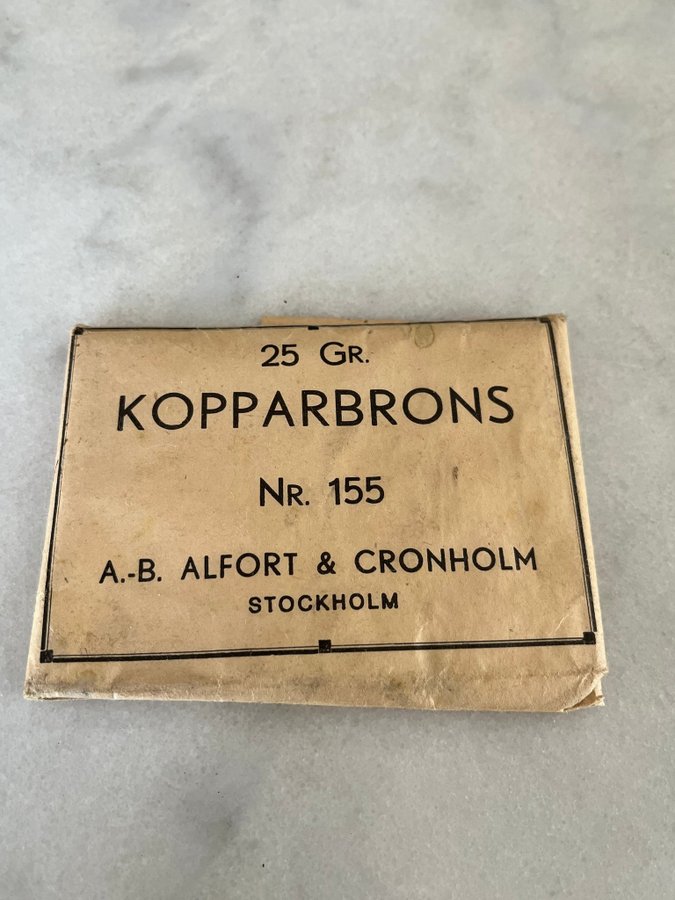 25 GR.
KOPPARBRONS
NR. 155
A.-B. ALFORT & CRONHOLM
STOCKHOLM